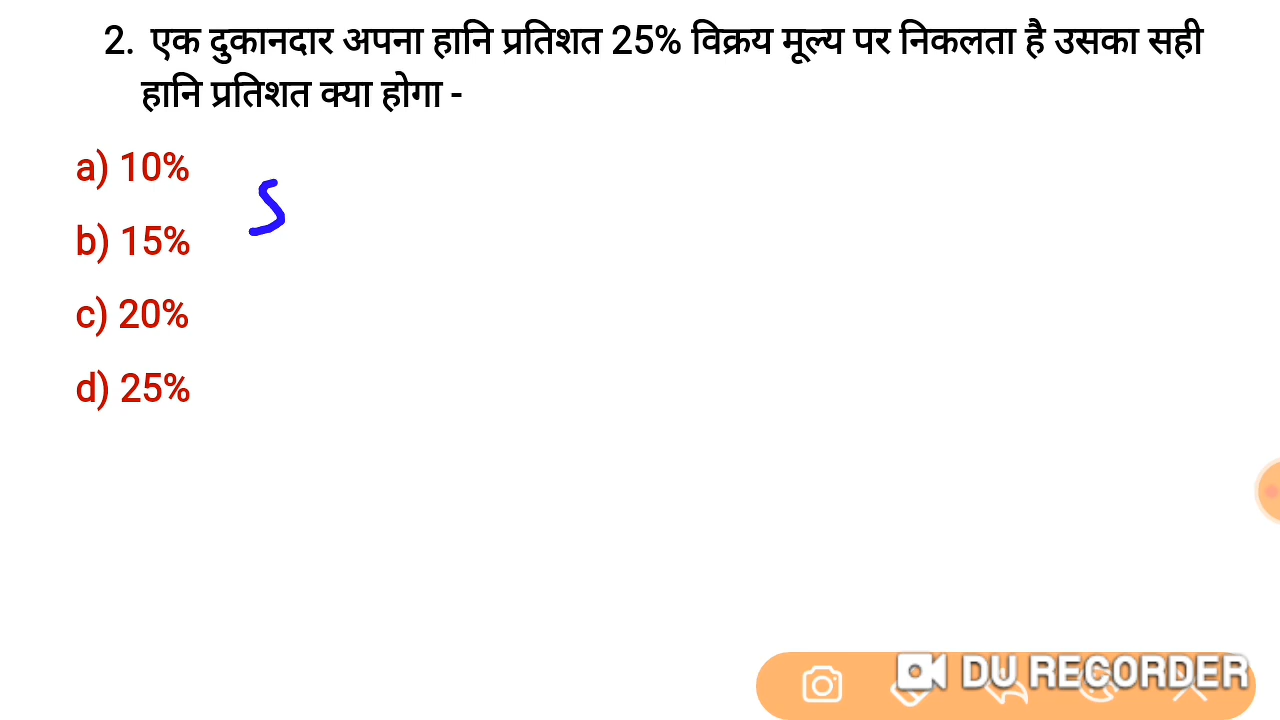 2. एक दुकानदार अपना हानि प्रतिशत 25% विक्रय मूल्य पर निकलता है उसका सही
हानि प्रतिशत क्या होगा -
a) 10%
S
b) 15%
c) 20%
d) 25%
DU RECORDER